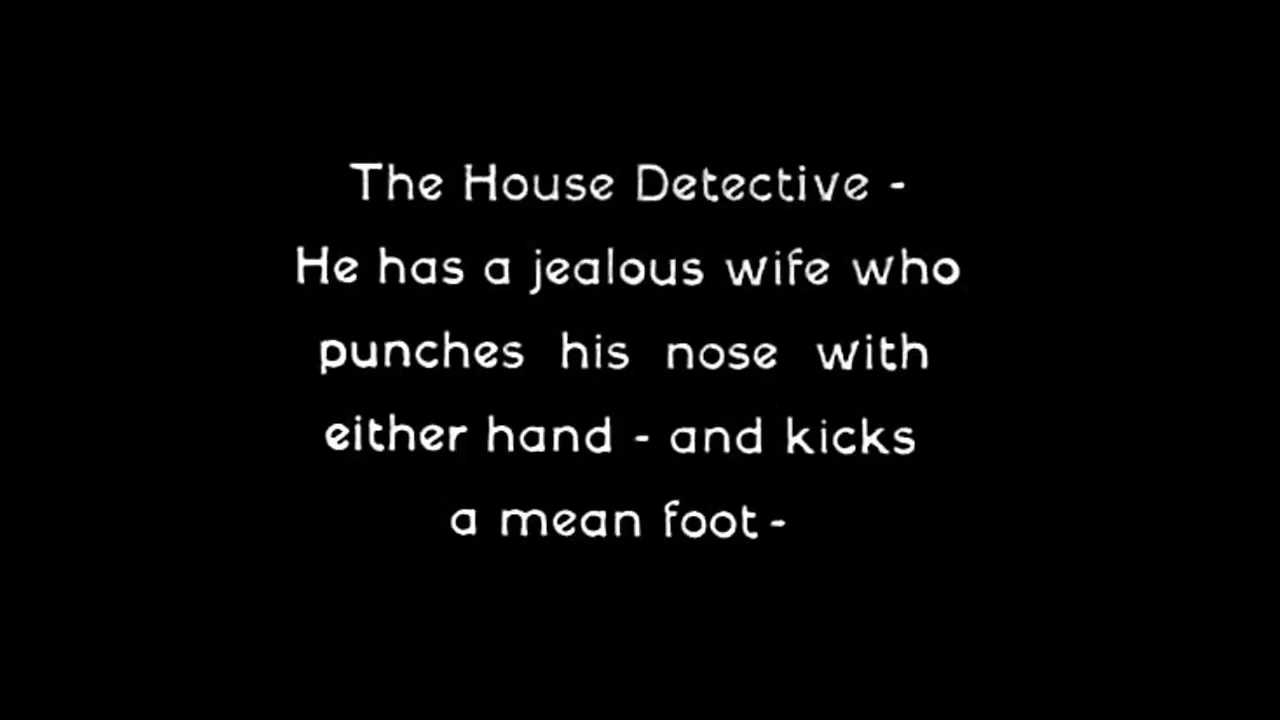 The House Detective -
He has a jealous wife who
punches his nose with
either hand - and kicks
a mean foot -